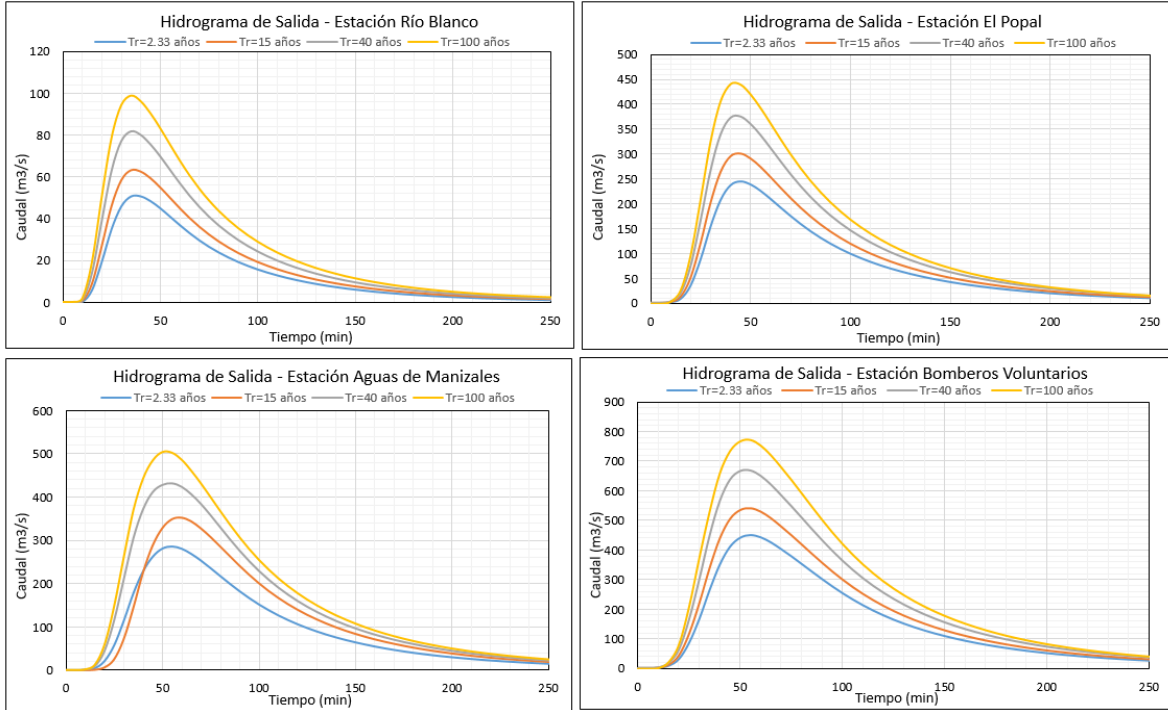 Hidrograma de Salida - Estación Río Blanco
Tr=2.33 años Tr=15 años Tr=40 años Tr=100 años
Caudal (m3/s)
120
100
80
60
40
20
0
0 50 100 150 200 250
Tiempo (min)
Hidrograma de Salida - Estación El Popal
Tr=2.33 años Tr=15 años Tr=40 años Tr=100 años
Caudal (m3/s)
500
450
400
350
300
250
200
150
100
50
0
0 50 100 150 200 250
Tiempo (min)
Hidrograma de Salida - Estación Aguas de Manizales
Tr=2.33 años Tr=15 años Tr=40 años Tr=100 años
Caudal (m3/s)
600
500
400
300
200
100
0
0 50 100 150 200 250
Tiempo (min)
Hidrograma de Salida - Estación Bomberos Voluntarios
Tr=2.33 años Tr=15 años Tr=40 años Tr=100 años
Caudal (m3/s)
900
800
700
600
500
400
300
200
100
0
0 50 100 150 200 250
Tiempo (min)